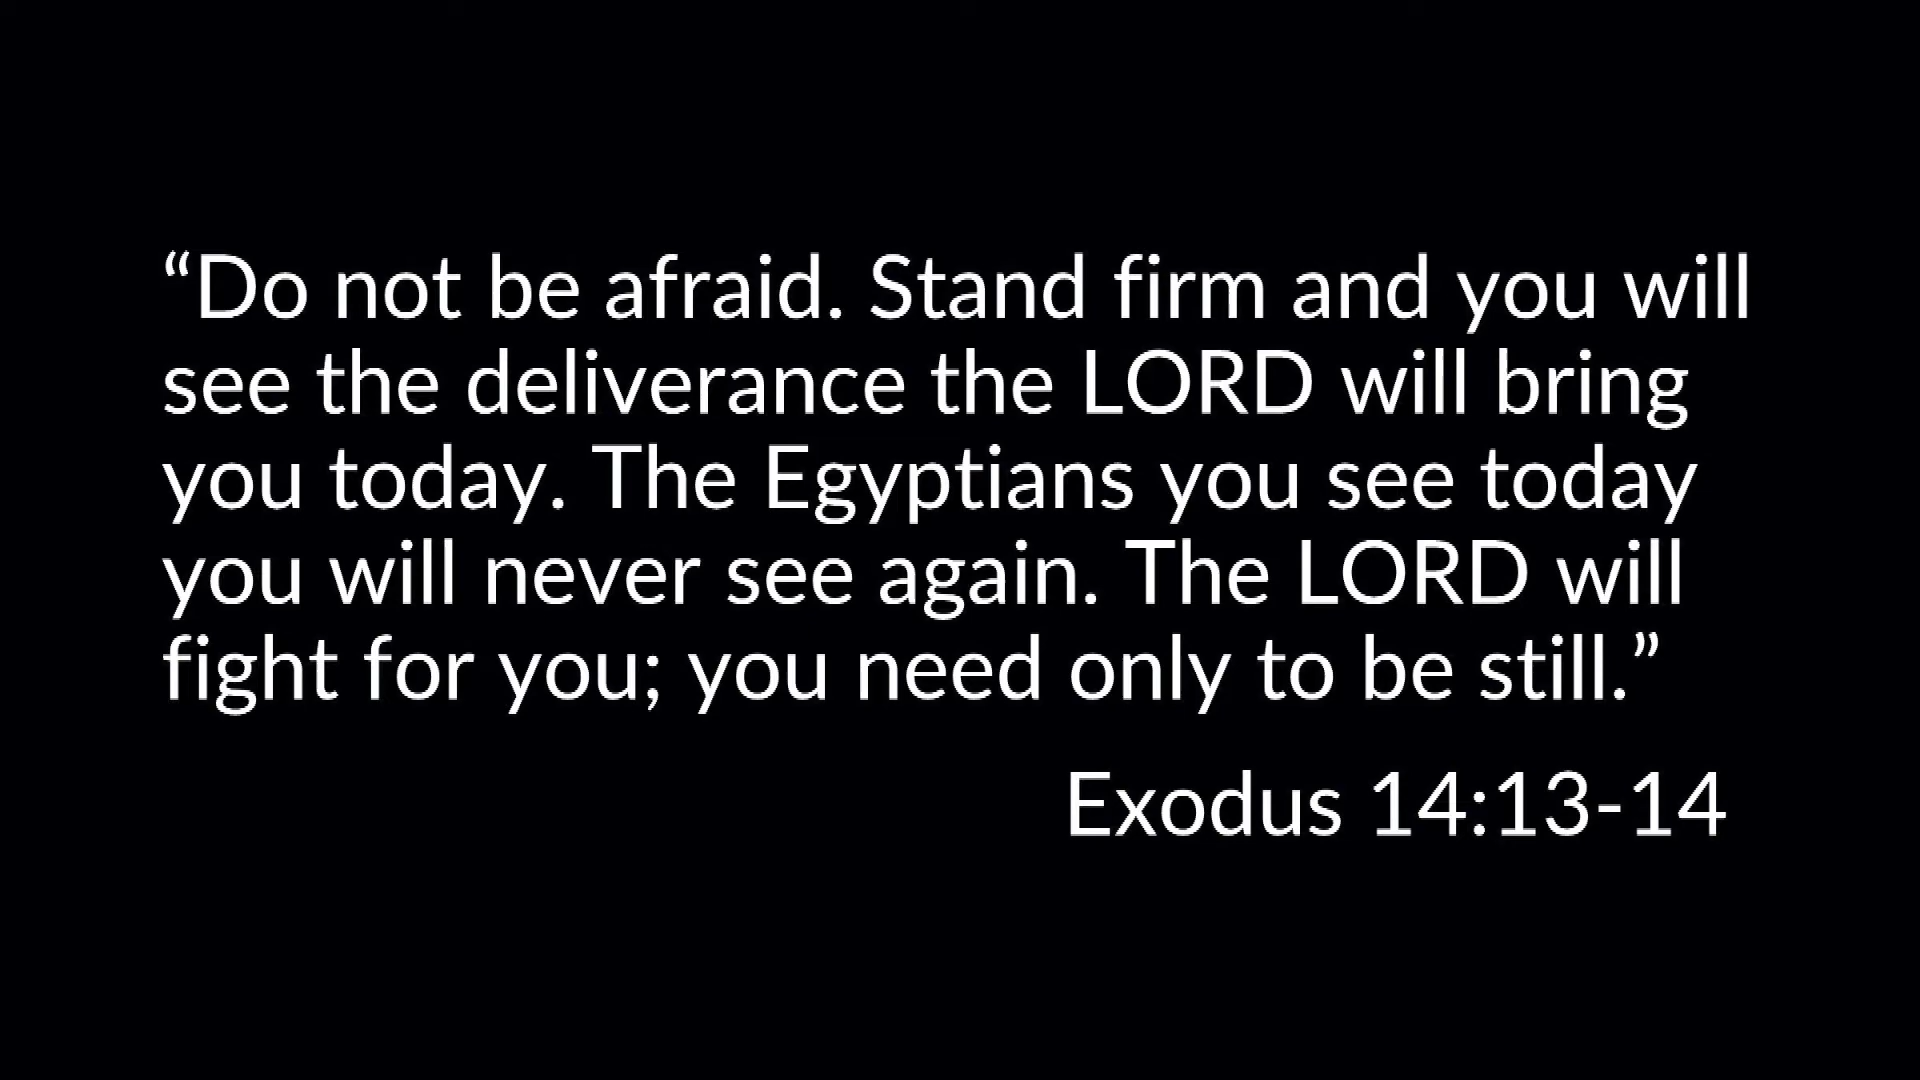 “Do not be afraid. Stand firm and you will
see the deliverance the LORD will bring
you today. The Egyptians you see today
you will never see again. The LORD will
fight for you; you need only to be still.”
Exodus 14:13-14